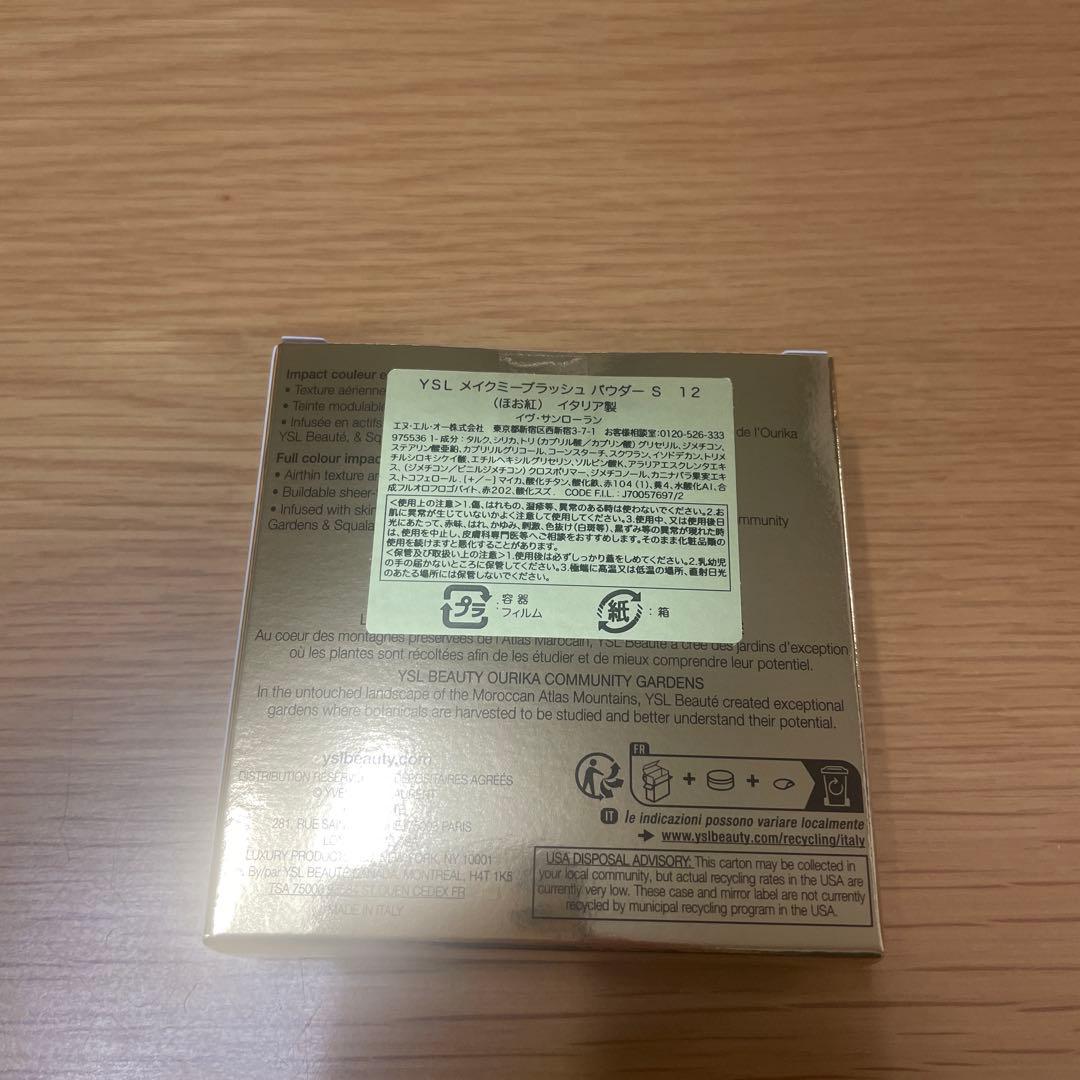 Impact couleur
• Texture aérienne
• Teinte modulable
• Infusée en actifs de l'Ourika
YSL Beauté, &
Full colour impact
• Airthin texture
• Buildable sheer-
• Infused with community
Gardens & Squala
YSL メイクミーブラッシュ パウダー S 12
(ほお紅) イタリア製
イヴ・サンローラン
エヌ・エル・オー株式会社 東京都新宿区西新宿3-7-1 お客様相談室:0120-526-333
975536 1- 成分:タルク、シリカ、トリ(カプリル酸/カプリン酸)グリセリル、ジメチコン、
ステアリン酸亜鉛、カプリリルグリコール、コーンスターチ、スクワラン、イソドデカン、トリメ
チルシロキシケイ酸、エチルヘキシルグリセリン、ソルビン酸K、アラリアエスクレンタエキ
ス、(ジメチコン/ビニルジメチコン)クロスポリマー、ジメチコノール、カニナバラ果実エキ
ス、トコフェロール. [+/-]マイカ、酸化チタン、酸化鉄、赤104(1)、黄4、水酸化Al、合
成フルオロフロゴパイト、赤202、酸化スズ. CODE F.I.L.: J70057697/2
<使用上の注意>1.傷、はれもの、湿疹等、異常のある時は使わないでください。2.お
肌に異常が生じていないかよく注意して使用してください。3.使用中、又は使用後日
光にあたって、赤味、はれ、かゆみ、刺激、色抜け(白斑等)、黒ずみ等の異常が現れた時
は、使用を中止し、皮膚科専門医等へご相談をおすすめします。そのまま化粧品類の
使用を続けますと悪化することがあります。
<保管及び取扱い上の注意>1.使用後は必ずしっかり蓋をしめてください。2.乳幼児
の手の届かないところに保管してください。3.極端に高温又は低温の場所、直射日光
のあたる場所には保管しないでください。
プラ :容器 フィルム 紙 :箱
Au coeur des montagnes préservées de l'Atlas Marocain, YSL Beauté a créé des jardins d'exception
où les plantes sont récoltées afin de les étudier et de mieux comprendre leur potentiel.
YSL BEAUTY OURIKA COMMUNITY GARDENS
In the untouched landscape of the Moroccan Atlas Mountains, YSL Beauté created exceptional
gardens where botanicals are harvested to be studied and better understand their potential.
yslbeauty.com
DISTRIBUTION DÉPOSITAIRES AGRÉÉS
281, RUE PARIS
LUXURY NEW YORK, NY 10001
By/par YSL BEAUTÉ CANADA, MONTRÉAL, H4T 1K5
TSA 75008 ST OUEN CEDEX FR
MADE IN ITALY
FR
+ +
IT le indicazioni possono variare localmente
www.yslbeauty.com/recycling/italy
USA DISPOSAL ADVISORY: This carton may be collected in
your local community, but actual recycling rates in the USA are
currently very low. These case and mirror label are not currently
recycled by municipal recycling program in the USA.